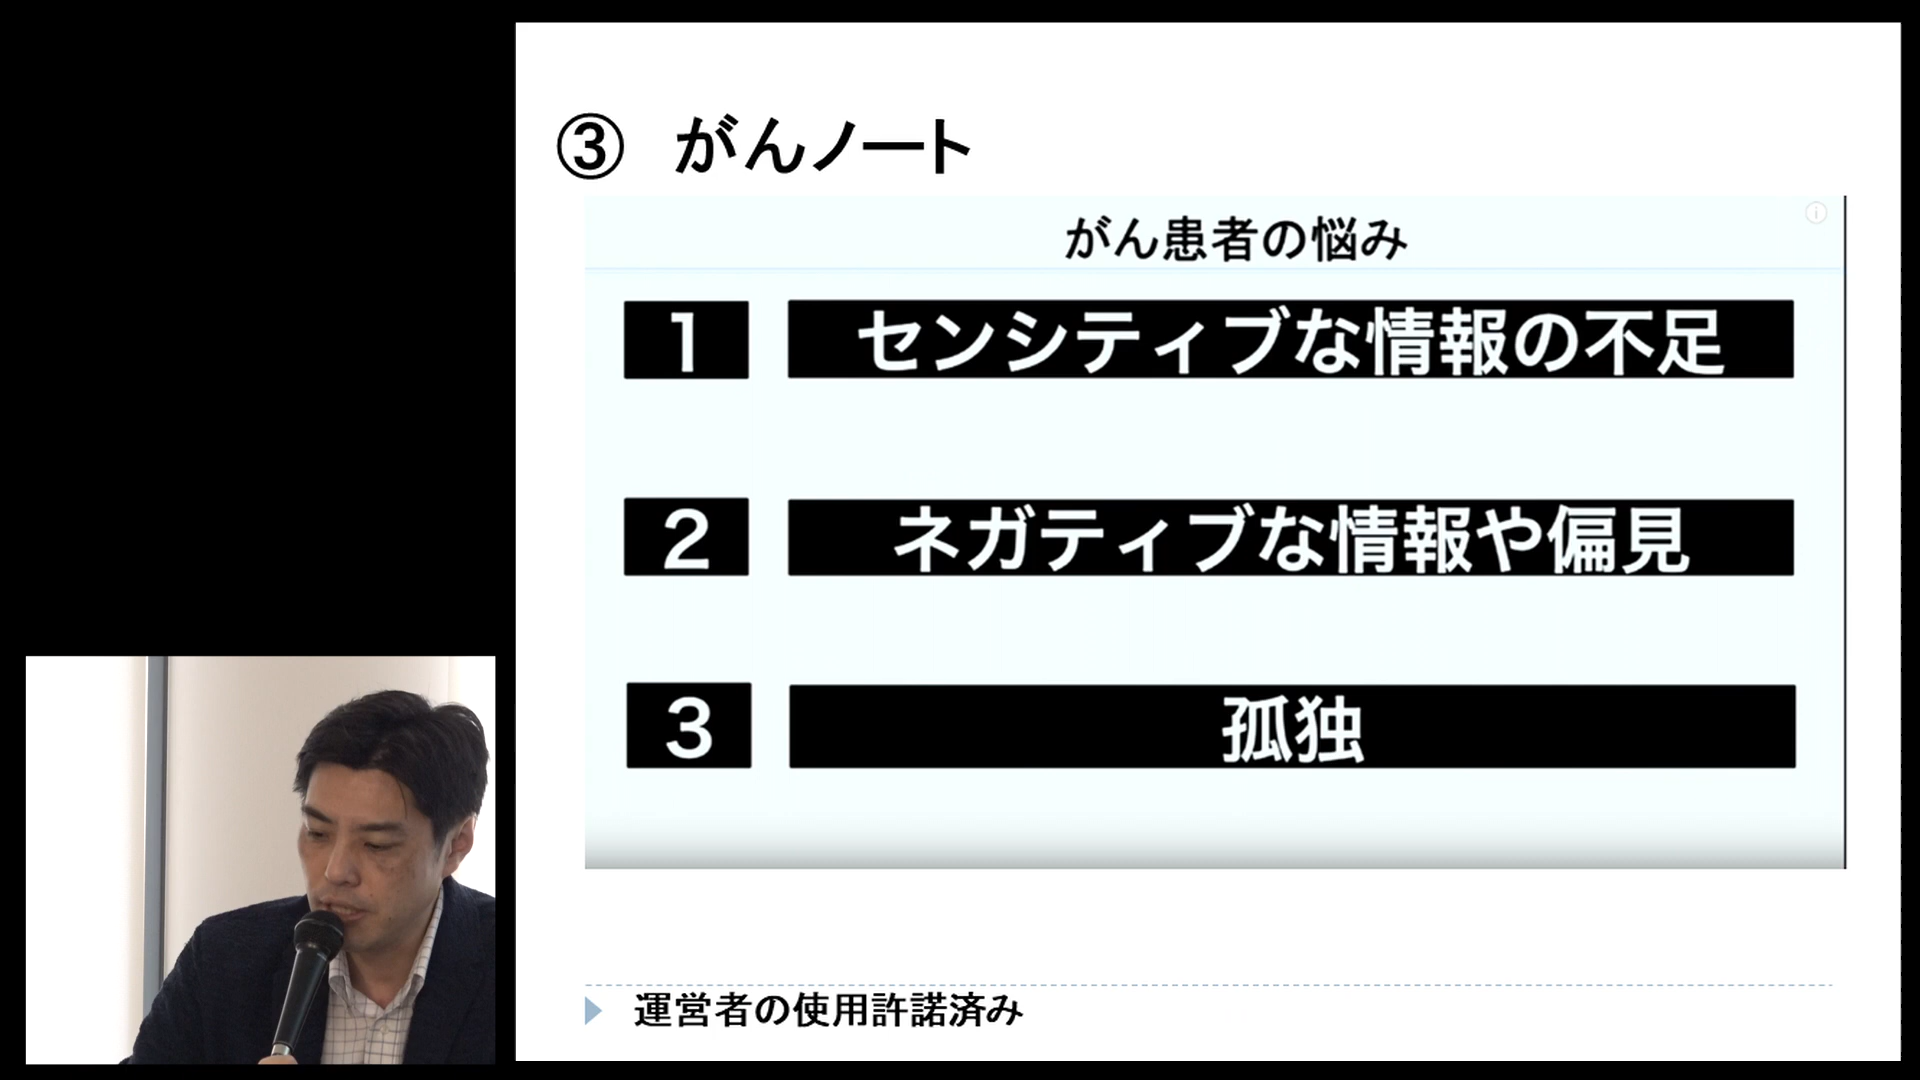 ③ がんノート
がん患者の悩み
1 センシティブな情報の不足
2 ネガティブな情報や偏見
3 孤独
運営者の使用許諾済み